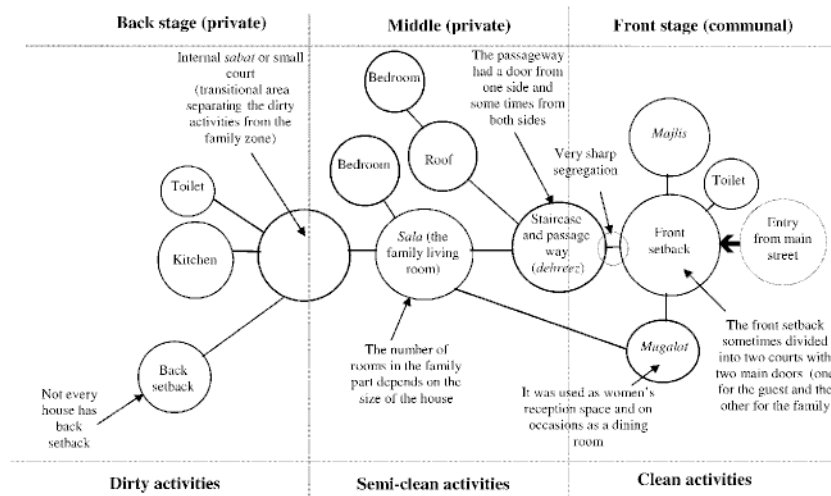 Back stage (private)
Middle (private)
Front stage (communal)
Internal sabat or small
court
(transitional area
separating the dirty
activities from the
family zone)
Bedroom
The passageway
had a door from
one side and
some times from
both sides
Majlis
Very sharp
segregation
Bedroom
Roof
Toilet
Toilet
Kitchen
Sala (the
family living
room)
Staircase
and passage
way
(dehreez)
Front
setback
Entry
from main
street
Back
setback
The number of
rooms in the family
part depends on the
size of the house
Magalat
The front setback
sometimes divided
into two courts with
two main doors (one
for the guest and the
other for the family
Not every
house has
back
setback
It was used as women's
reception space and on
occasions as a dining
room
Dirty activities
Semi-clean activities
Clean activities